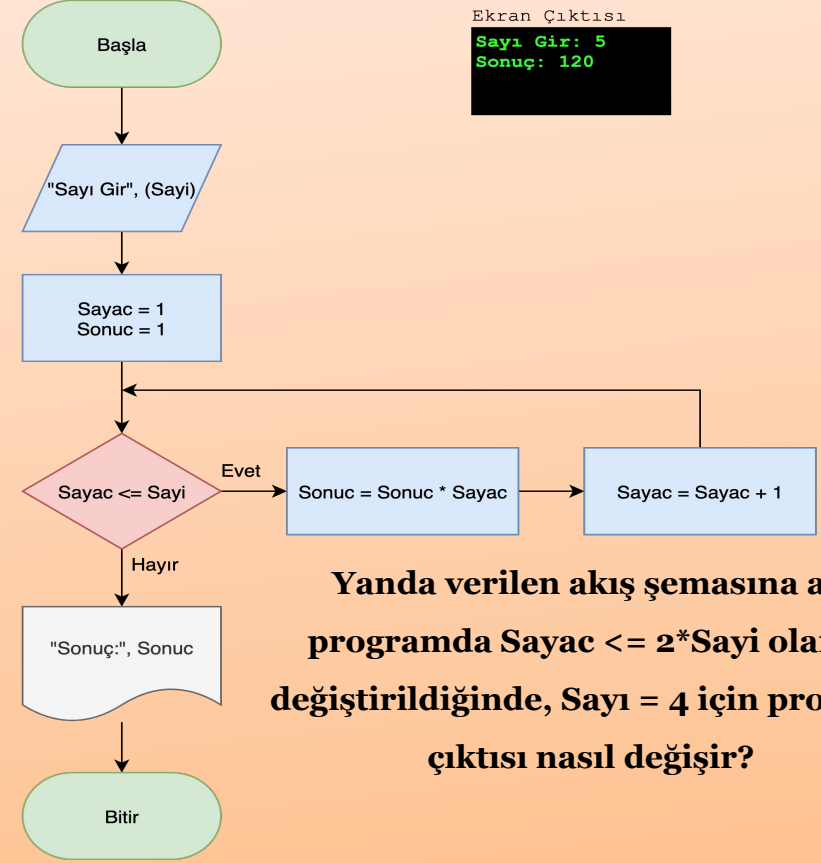 Ekran Çıktısı
Sayı Gir: 5
Sonuç: 120
Başla
"Sayı Gir", (Sayi)
Sayac = 1
Sonuc = 1
Sayac <= Sayi
Evet
Sonuc = Sonuc * Sayac
Sayac = Sayac + 1
Hayır
"Sonuç:", Sonuc
Bitir
Yanda verilen akış şemasına
programda Sayac <= 2*Sayi
değiştirildiğinde, Sayı = 4 için
çıktısı nasıl değişir?